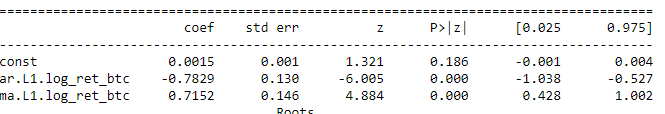 ==============================================================================
coef std err z P>|z| [0.025 0.975]
const 0.0015 0.001 1.321 0.186 -0.001 0.004
ar.L1.log_ret_btc -0.7829 0.130 -6.005 0.000 -1.038 -0.527
ma.L1.log_ret_btc 0.7152 0.146 4.884 0.000 0.428 1.002
Roots